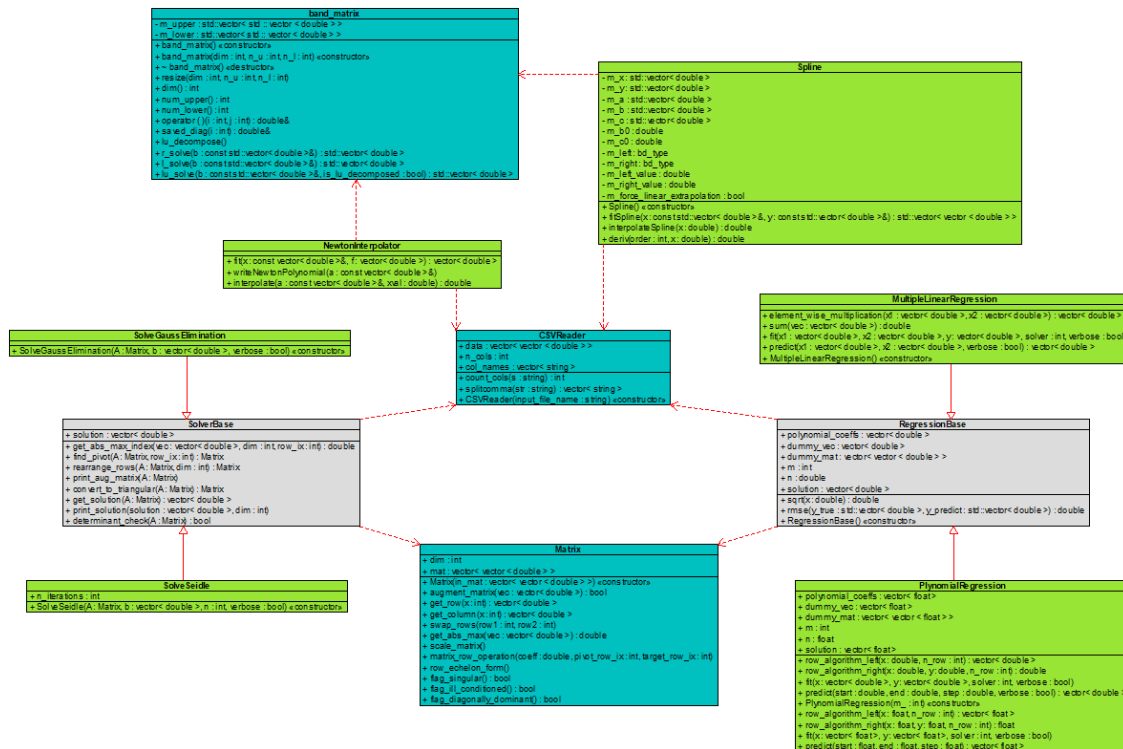 band_matrix
- m_upper : std::vector< std :: vector < double > >
- m_lower : std::vector< std :: vector < double > >
+ band_matrix() «constructor»
+ band_matrix(dim : int, n_u : int, n_l : int) «constructor»
+ ~ band_matrix() «destructor»
+ resize(dim : int, n_u : int, n_l : int)
+ dim() : int
+ num_upper() : int
+ num_lower() : int
+ operator ()(i : int, j : int) : double&
+ saved_diag(i : int) : double&
+ lu_decompose()
+ r_solve(b : const std::vector< double >&) : std::vector< double >
+ l_solve(b : const std::vector< double >&) : std::vector< double >
+ lu_solve(b : const std::vector< double >&, is_lu_decomposed : bool) : std::vector< double >
Spline
- m_x: std::vector< double >
- m_y: std::vector< double >
- m_a : std::vector< double >
- m_b : std::vector< double >
- m_c : std::vector< double >
- m_b0 : double
- m_c0 : double
- m_left : bd_type
- m_right : bd_type
- m_left_value : double
- m_right_value : double
- m_force_linear_extrapolation : bool
+ Spline() «constructor»
+ fitSpline(x : const std::vector< double >&, y : const std::vector< double >&) : std::vector< vector < double > >
+ interpolateSpline(x : double) : double
+ deriv(order : int, x : double) : double
NewtonInterpolator
+ fit(x : const vector< double >&, f : vector< double >) : vector< double >
+ writeNewtonPolynomial(a : const vector< double >&)
+ interpolate(a : const vector< double >&, xval : double) : double
SolveGaussElimination
+ SolveGaussElimination(A : Matrix, b : vector< double >, verbose : bool) «constructor»
CSVReader
+ data : vector< vector < double > >
+ n_cols : int
+ col_names : vector< string >
+ count_cols(s : string) : int
+ splitcomma(str : string) : vector< string >
+ CSVReader(input_file_name : string) «constructor»
MultipleLinearRegression
+ element_wise_multiplication(x1 : vector< double >, x2 : vector< double >) : vector< double >
+ sum(vec : vector< double >) : double
+ fit(x1 : vector< double >, x2 : vector< double >, y : vector< double >, solver : int, verbose : bool)
+ predict(x1 : vector< double >, x2 : vector< double >, verbose : bool) : vector< double >
+ MultipleLinearRegression() «constructor»
SolverBase
+ solution : vector< double >
+ get_abs_max_index(vec : vector< double >, dim : int, row_ix : int) : double
+ find_pivot(A : Matrix, row_ix : int) : Matrix
+ rearrange_rows(A : Matrix, dim : int) : Matrix
+ print_aug_matrix(A : Matrix)
+ convert_to_triangular(A : Matrix) : Matrix
+ get_solution(A : Matrix) : vector< double >
+ print_solution(solution : vector< double >, dim : int)
+ determinant_check(A : Matrix) : bool
RegressionBase
+ polynomial_coeffs : vector< double >
+ dummy_vec : vector< double >
+ dummy_mat : vector< vector < double > >
+ m : int
+ n : double
+ solution : vector< double >
+ sqrt(x : double) : double
+ rmse(y_true : std::vector< double >, y_predict : std::vector< double >) : double
+ RegressionBase() «constructor»
SolveSeidle
+ n_iterations : int
+ SolveSeidle(A : Matrix, b : vector< double >, n : int, verbose : bool) «constructor»
Matrix
+ dim : int
+ mat : vector< vector < double > >
+ Matrix(in_mat : vector< vector < double > >) «constructor»
+ augment_matrix(vec : vector< double >) : bool
+ get_row(x : int) : vector< double >
+ get_column(x : int) : vector< double >
+ swap_rows(row1 : int, row2 : int)
+ get_abs_max(vec : vector< double >) : double
+ scale_matrix()
+ matrix_row_operation(coeff : double, pivot_row_ix : int, target_row_ix : int)
+ row_echelon_form()
+ flag_singular() : bool
+ flag_ill_conditioned() : bool
+ flag_diagonally_dominant() : bool
PlynomialRegression
+ polynomial_coeffs : vector< float >
+ dummy_vec : vector< float >
+ dummy_mat : vector< vector < float > >
+ m : int
+ n : float
+ solution : vector< float >
+ row_algorithm_left(x : double, n_row : int) : vector< double >
+ row_algorithm_right(x : double, y : double, n_row : int) : double
+ fit(x : vector< double >, y : vector< double >, solver : int, verbose : bool)
+ predict(start : double, end : double, step : double, verbose : bool) : vector< double >
+ PlynomialRegression(m_ : int) «constructor»
+ row_algorithm_left(x : float, n_row : int) : vector< float >
+ row_algorithm_right(x : float, y : float, n_row : int) : float
+ fit(x : vector< float >, y : vector< float >, solver : int, verbose : bool)
+ predict(start : float, end : float, step : float) : vector< float >